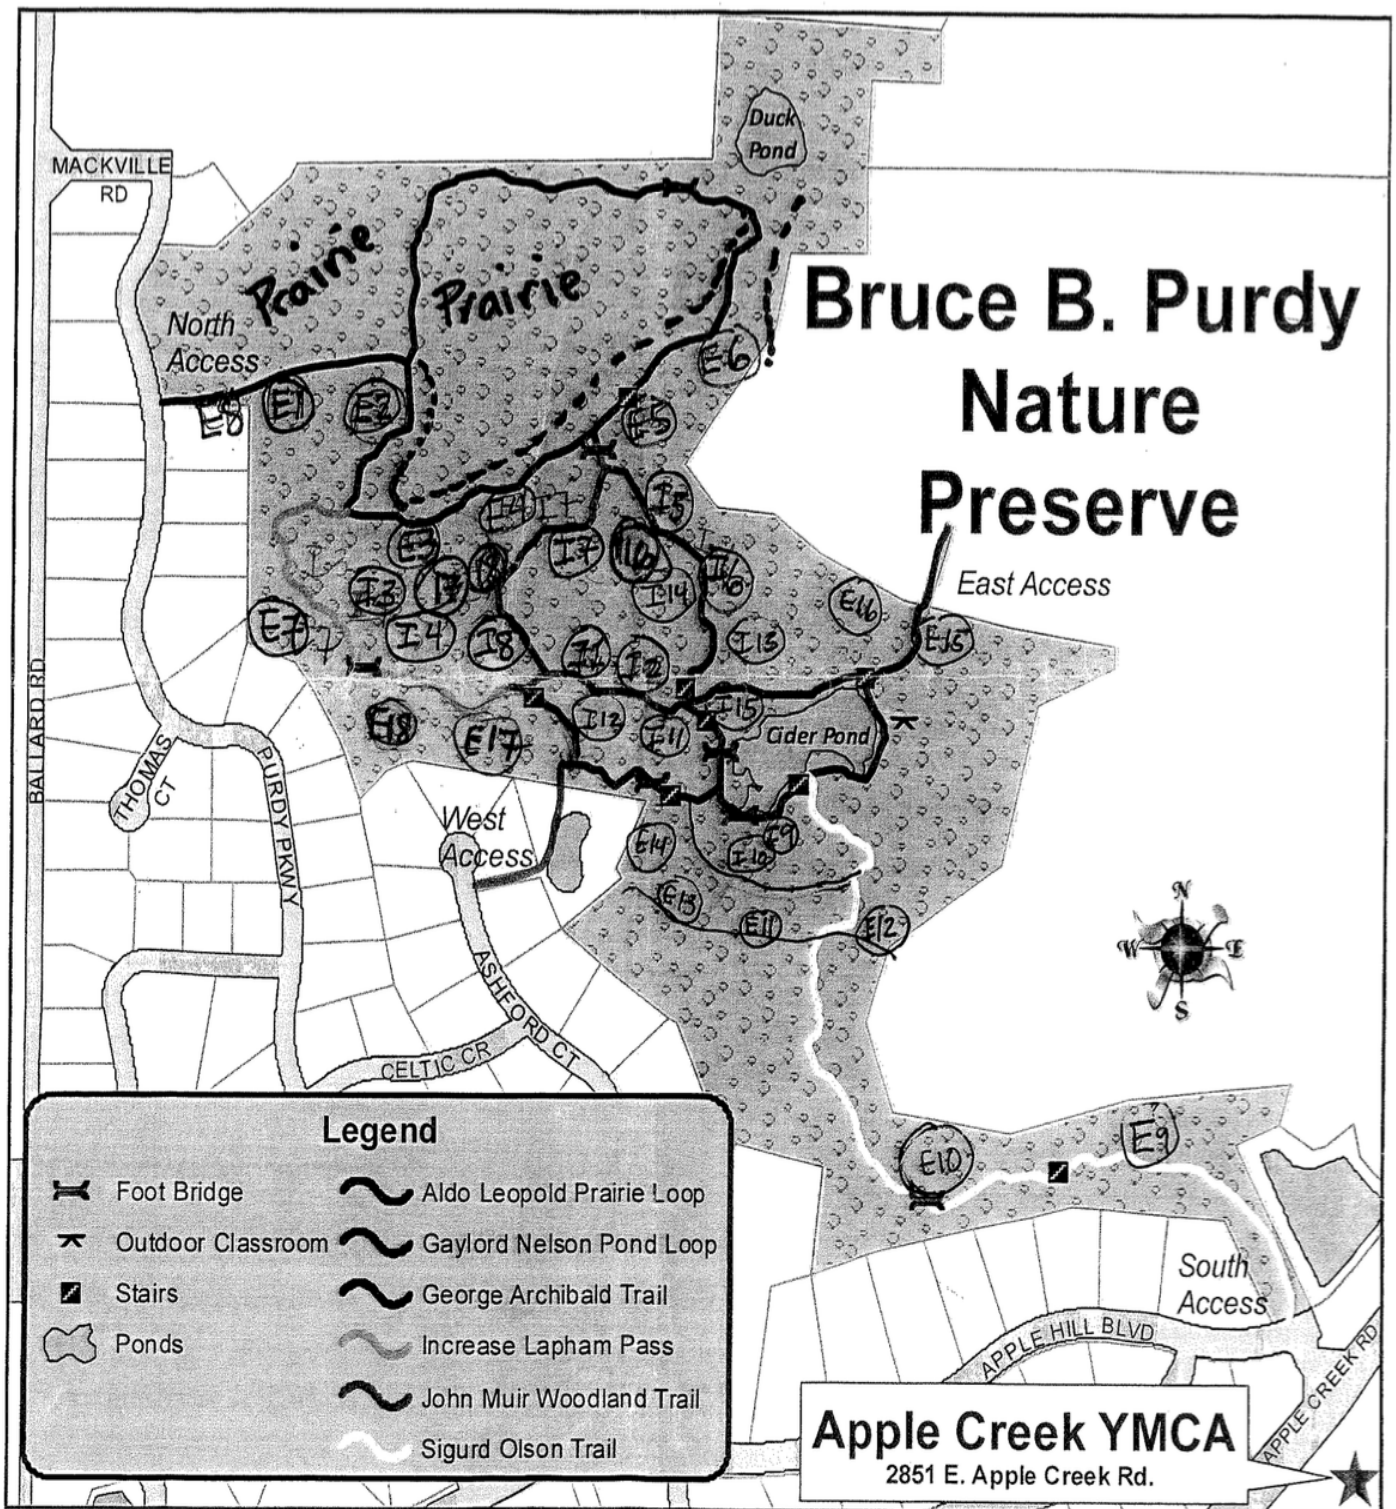 Duck
Pond
MACKVILLE
RD
Prairie
Prairie
North
Access
Bruce B. Purdy
Nature
Preserve
E6
E1
E2
E5
I5
E3
I7
I14
I3
I4
I8
E7
E16
East Access
E15
I13
I2
BALLARD RD
THOMAS
CT
PURDY PKWY
E18
E17
I12
I11
I15
Cider Pond
West
Access
E14
I10
I9
E13
E11
E12
N
W
E
S
ASHFORD CT
CELTIC CR
E10
E9
Legend
Foot Bridge
Outdoor Classroom
Stairs
Ponds
Aldo Leopold Prairie Loop
Gaylord Nelson Pond Loop
George Archibald Trail
Increase Lapham Pass
John Muir Woodland Trail
Sigurd Olson Trail
South
Access
APPLE HILL BLVD
APPLE CREEK RD
Apple Creek YMCA
2851 E. Apple Creek Rd.